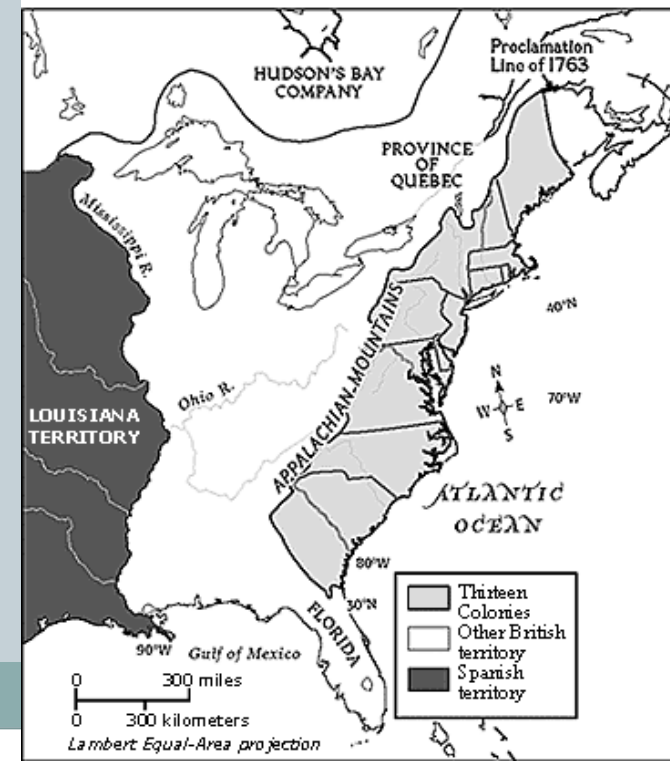 Proclamation
Line of 1763
HUDSON'S BAY
COMPANY
PROVINCE
OF
QUEBEC
Mississippi R.
40°N
APPALACHIAN MOUNTAINS
Ohio R.
N
W E
S
70°W
LOUISIANA
TERRITORY
ATLANTIC
OCEAN
80°W
30°N
FLORIDA
90°W
Gulf of Mexico
Thirteen
Colonies
Other British
territory
Spanish
territory
0 300 miles
0 300 kilometers
Lambert Equal-Area projection